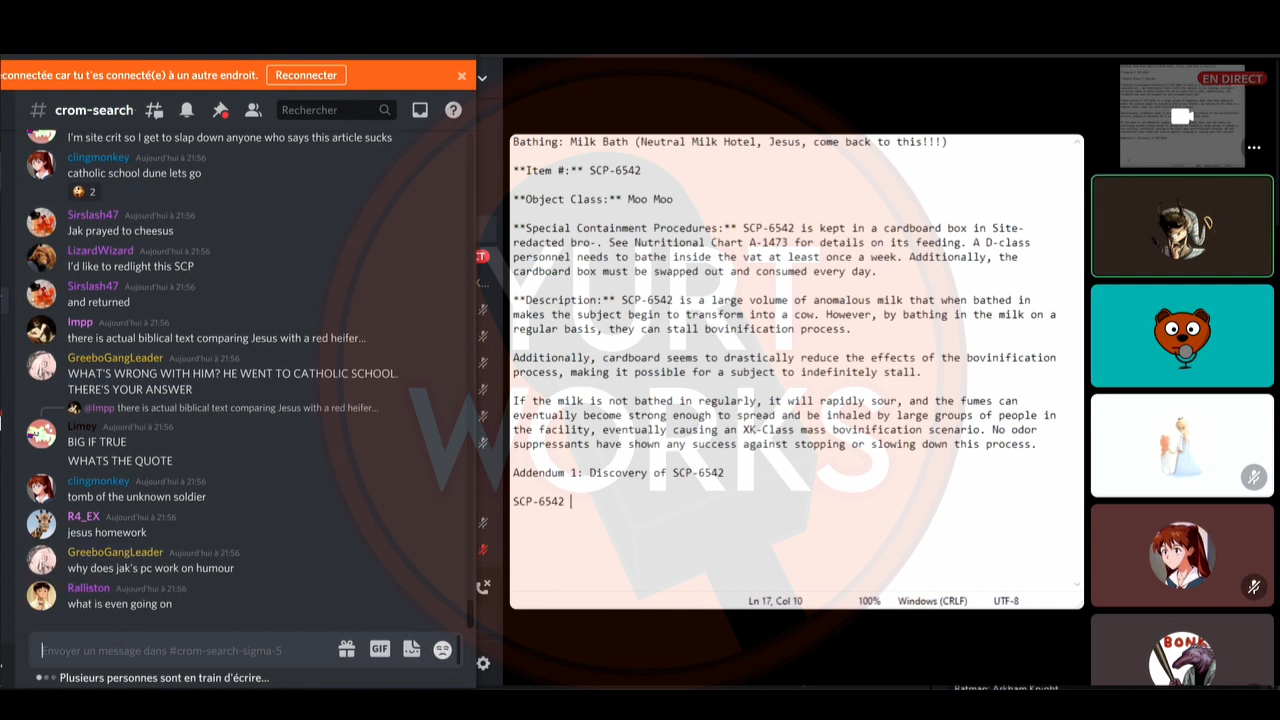 connectée car tu t'es connecté(e) à un autre endroit.
Reconnecter
crom-search
Rechercher
I'm site crit so I get to slap down anyone who says this article sucks
clingmonkey Aujourd'hui à 21:56
catholic school dune lets go
2
Sirslash47 Aujourd'hui à 21:56
Jak prayed to cheesus
LizardWizard Aujourd'hui à 21:56
I'd like to redlight this SCP
Sirslash47 Aujourd'hui à 21:56
and returned
Impp Aujourd'hui à 21:56
there is actual biblical text comparing Jesus with a red heifer...
GreeboGangLeader Aujourd'hui à 21:56
WHAT'S WRONG WITH HIM? HE WENT TO CATHOLIC SCHOOL.
THERE'S YOUR ANSWER
@Impp there is actual biblical text comparing Jesus with a red heifer...
Limey Aujourd'hui à 21:56
BIG IF TRUE
WHATS THE QUOTE
clingmonkey Aujourd'hui à 21:56
tomb of the unknown soldier
R4_EX Aujourd'hui à 21:56
jesus homework
GreeboGangLeader Aujourd'hui à 21:56
why does jak's pc work on humour
Ralliston Aujourd'hui à 21:56
what is even going on
Envoyer un message dans #crom-search-sigma-5
GIF
Plusieurs personnes sont en train d'écrire...
Bathing: Milk Bath (Neutral Milk Hotel, Jesus, come back to this!!!)
**Item #:** SCP-6542
**Object Class:** Moo Moo
**Special Containment Procedures:** SCP-6542 is kept in a cardboard box in Site-
redacted bro-. See Nutritional Chart A-1473 for details on its feeding. A D-class
personnel needs to bathe inside the vat at least once a week. Additionally, the
cardboard box must be swapped out and consumed every day.
**Description:** SCP-6542 is a large volume of anomalous milk that when bathed in
makes the subject begin to transform into a cow. However, by bathing in the milk on a
regular basis, they can stall bovinification process.
Additionally, cardboard seems to drastically reduce the effects of the bovinification
process, making it possible for a subject to indefinitely stall.
If the milk is not bathed in regularly, it will rapidly sour, and the fumes can
eventually become strong enough to spread and be inhaled by large groups of people in
the facility, eventually causing an XK-Class mass bovinification scenario. No odor
suppressants have shown any success against stopping or slowing down this process.
Addendum 1: Discovery of SCP-6542
SCP-6542
Ln 17, Col 10
100%
Windows (CRLF)
UTF-8
YURT
WORKS
EN DIRECT
BONK
Batman: Arkham Knight